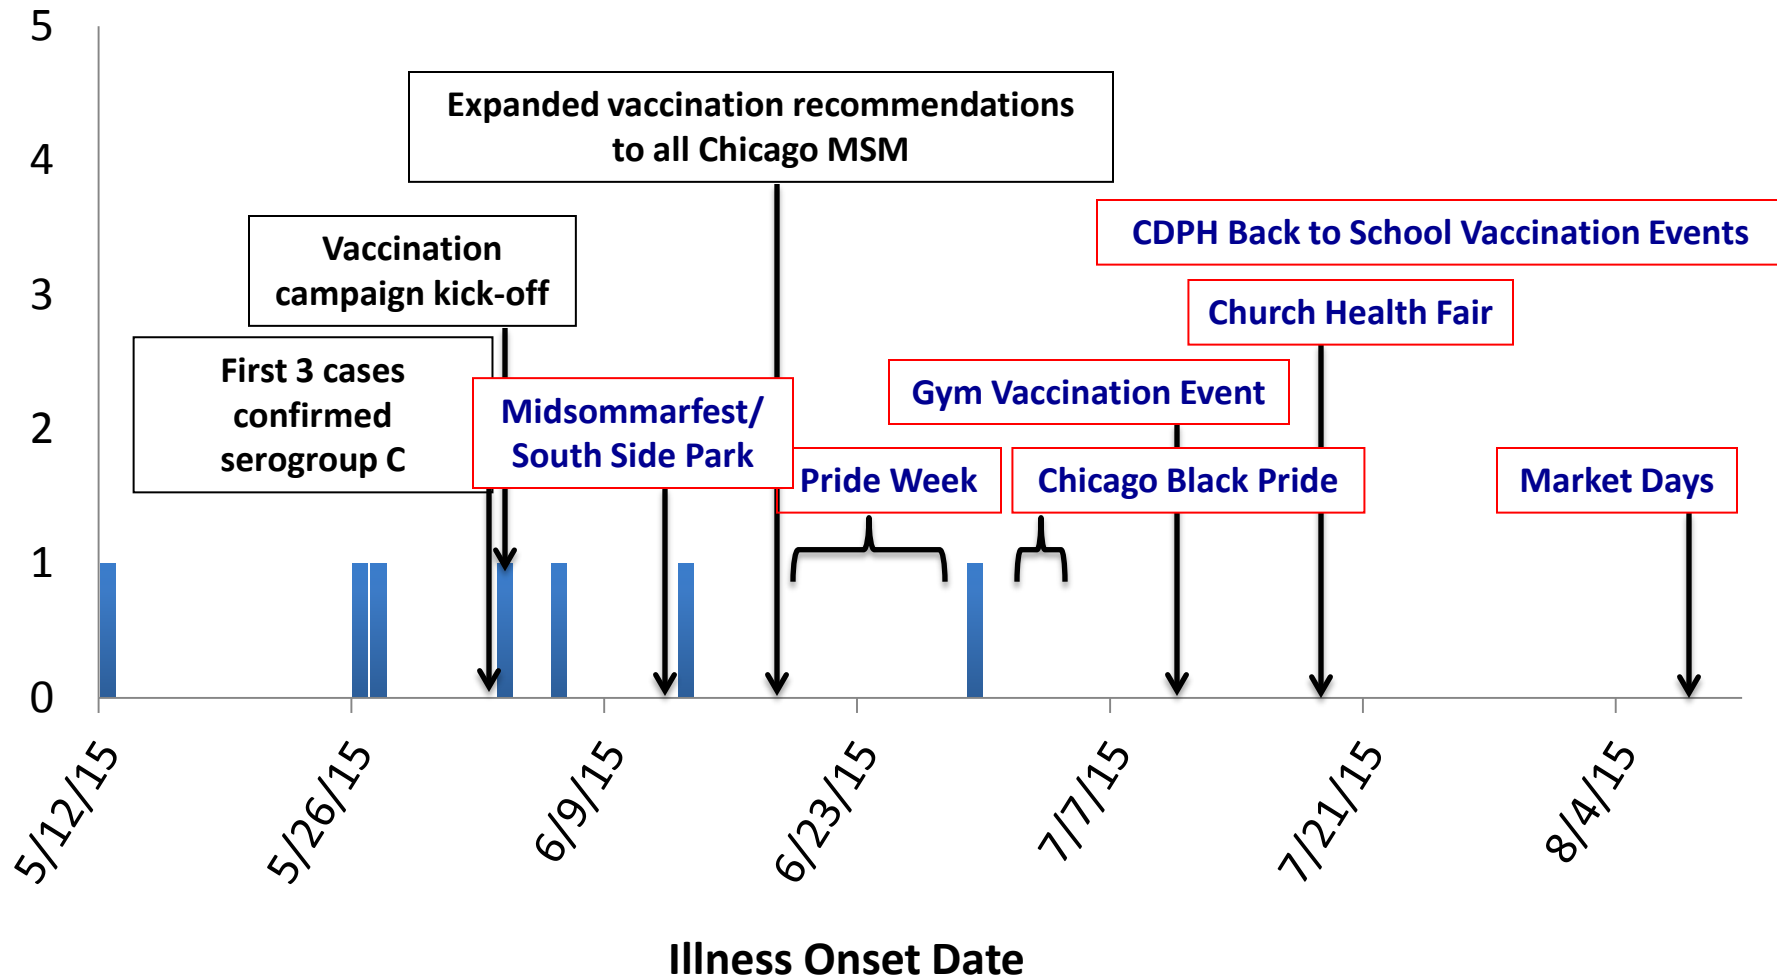 5
4
3
2
1
0
Expanded vaccination recommendations
to all Chicago MSM
Vaccination
campaign kick-off
First 3 cases
confirmed
serogroup C
Midsommarfest/
South Side Park
Pride Week
Gym Vaccination Event
Chicago Black Pride
CDPH Back to School Vaccination Events
Church Health Fair
Market Days
5/12/15
5/26/15
6/9/15
6/23/15
7/7/15
7/21/15
8/4/15
Illness Onset Date